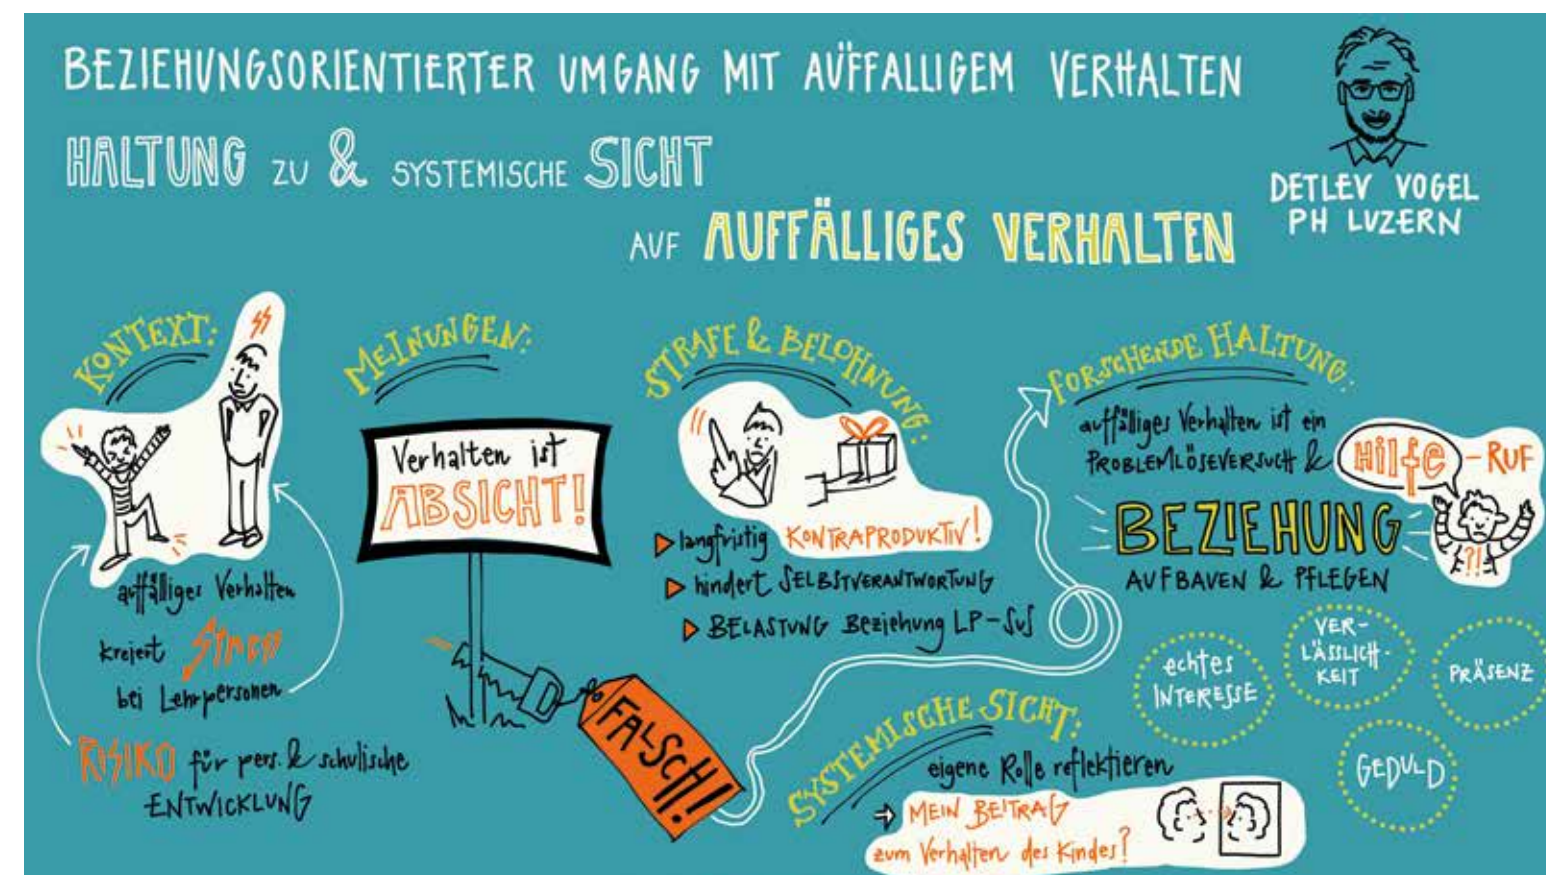 BEZIEHUNGSORIENTIERTER UMGANG MIT AÜFFALLIGEM VERHALTEN
HALTUNG ZU & SYSTEMISCHE SICHT
AUF AUFFÄLLIGES VERHALTEN
DETLEV VOGEL
PH LUZERN
KONTEXT:
auffälliges Verhalten
kreiert STRESS
bei Lehrpersonen
RISIKO für pers. & schulische
ENTWICKLUNG
MEINUNGEN:
Verhalten ist
ABSICHT!
FALSCH!
STRAFE & BELOHNUNG:
langfristig KONTRAPRODUKTIV!
hindert SELBSTVERANTWORTUNG
BELASTUNG Beziehung LP-SuS
SYSTEMISCHE SICHT:
eigene Rolle reflektieren
→ MEIN BEITRAG
zum Verhalten des Kindes?
FORSCHENDE HALTUNG:
auffälliges Verhalten ist ein
PROBLEMLÖSEVERSUCH & Hilfe-RUF
BEZIEHUNG
?!
AUFBAUEN & PFLEGEN
echtes
INTERESSE
VER-
LÄSSLICH-
KEIT
PRÄSENZ
GEDULD